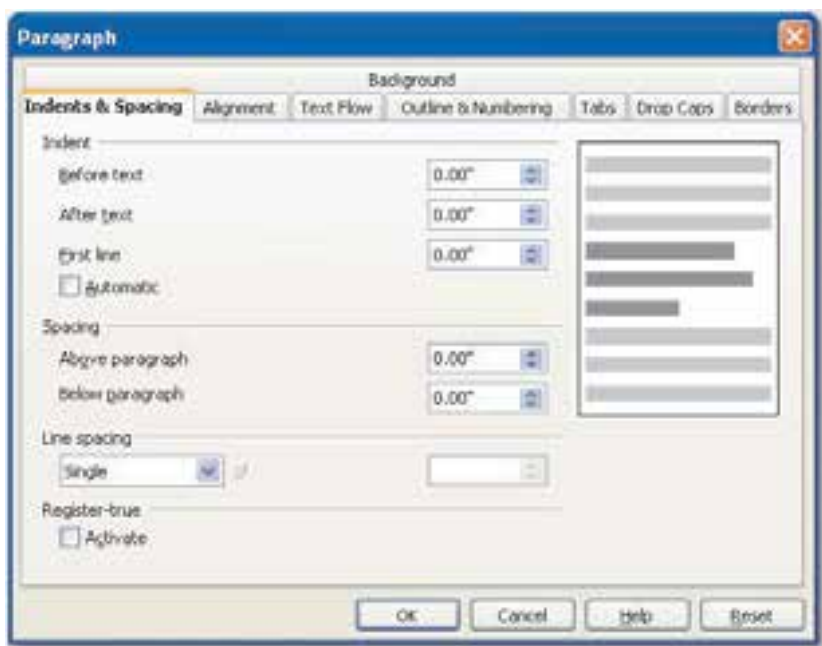 Paragraph
Background
Indents & Spacing Alignment Text Flow Outline & Numbering Tabs Drop Caps Borders
Indent
Before text 0.00"
After text 0.00"
First line 0.00"
Automatic
Spacing
Above paragraph 0.00"
Below paragraph 0.00"
Line spacing
Single
Register-true
Activate
OK Cancel Help Reset